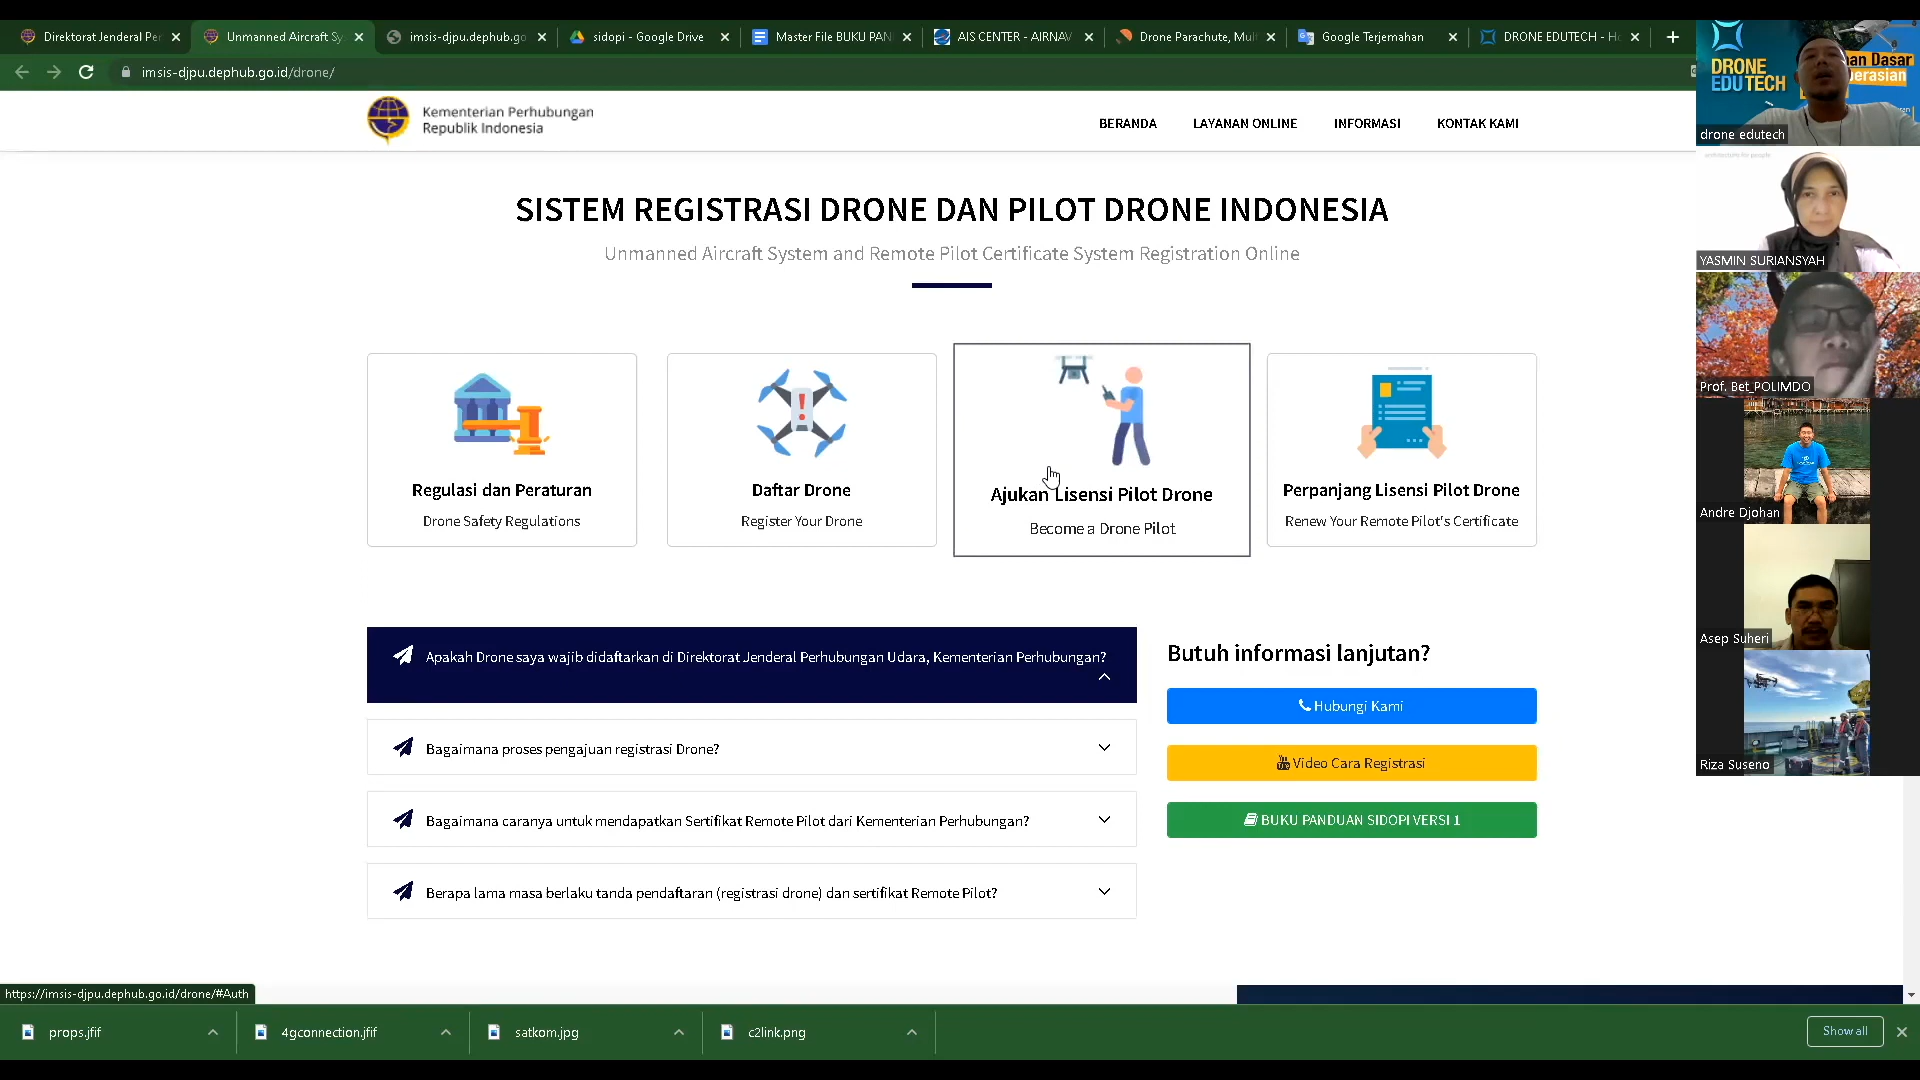 Direktorat Jenderal Per
Unmanned Aircraft Sy
imsis-djpu.dephub.go
sidopi - Google Drive
Master File BUKU PAN
AIS CENTER - AIRNAV
Drone Parachute, Mul
Google Terjemahan
DRONE EDUTECH - Ho
imsis-djpu.dephub.go.id/drone/
Kementerian Perhubungan
Republik Indonesia
BERANDA
LAYANAN ONLINE
INFORMASI
KONTAK KAMI
SISTEM REGISTRASI DRONE DAN PILOT DRONE INDONESIA
Unmanned Aircraft System and Remote Pilot Certificate System Registration Online
Regulasi dan Peraturan
Drone Safety Regulations
Daftar Drone
Register Your Drone
Ajukan Lisensi Pilot Drone
Become a Drone Pilot
Perpanjang Lisensi Pilot Drone
Renew Your Remote Pilot's Certificate
Apakah Drone saya wajib didaftarkan di Direktorat Jenderal Perhubungan Udara, Kementerian Perhubungan?
Bagaimana proses pengajuan registrasi Drone?
Bagaimana caranya untuk mendapatkan Sertifikat Remote Pilot dari Kementerian Perhubungan?
Berapa lama masa berlaku tanda pendaftaran (registrasi drone) dan sertifikat Remote Pilot?
Butuh informasi lanjutan?
Hubungi Kami
Video Cara Registrasi
BUKU PANDUAN SIDOPI VERSI 1
DRONE
EDUTECH
an Dasar
erasian
drone edutech
YASMIN SURIANSYAH
Prof. Bet_POLIMDO
Andre Djohan
Asep Suheri
Riza Suseno
https://imsis-djpu.dephub.go.id/drone/#Auth
props.jfif
4gconnection.jfif
satkom.jpg
c2link.png
Show all